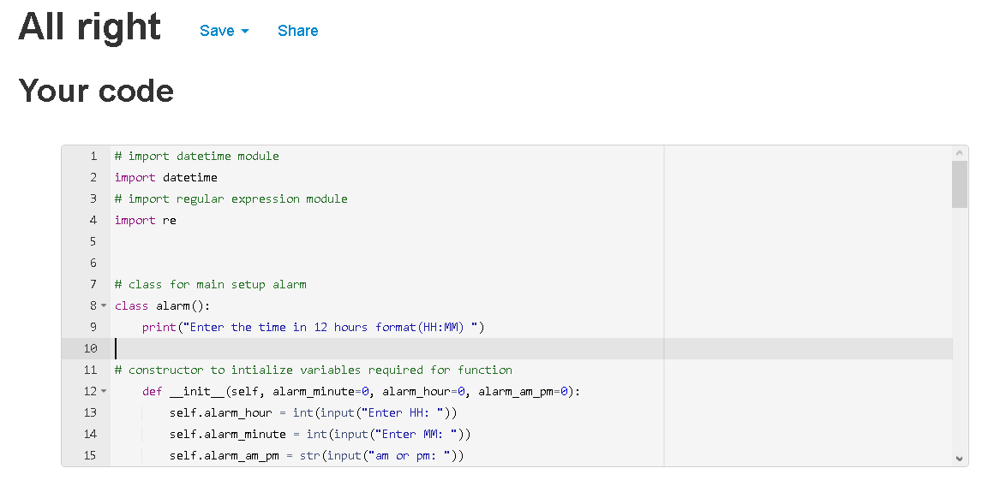 All right Save Share
Your code
1 # import datetime module
2 import datetime
3 # import regular expression module
4 import re
5
6
7 # class for main setup alarm
8 class alarm():
9 print("Enter the time in 12 hours format(HH:MM) ")
10
11 # constructor to intialize variables required for function
12 def __init__(self, alarm_minute=0, alarm_hour=0, alarm_am_pm=0):
13 self.alarm_hour = int(input("Enter HH: "))
14 self.alarm_minute = int(input("Enter MM: "))
15 self.alarm_am_pm = str(input("am or pm: "))